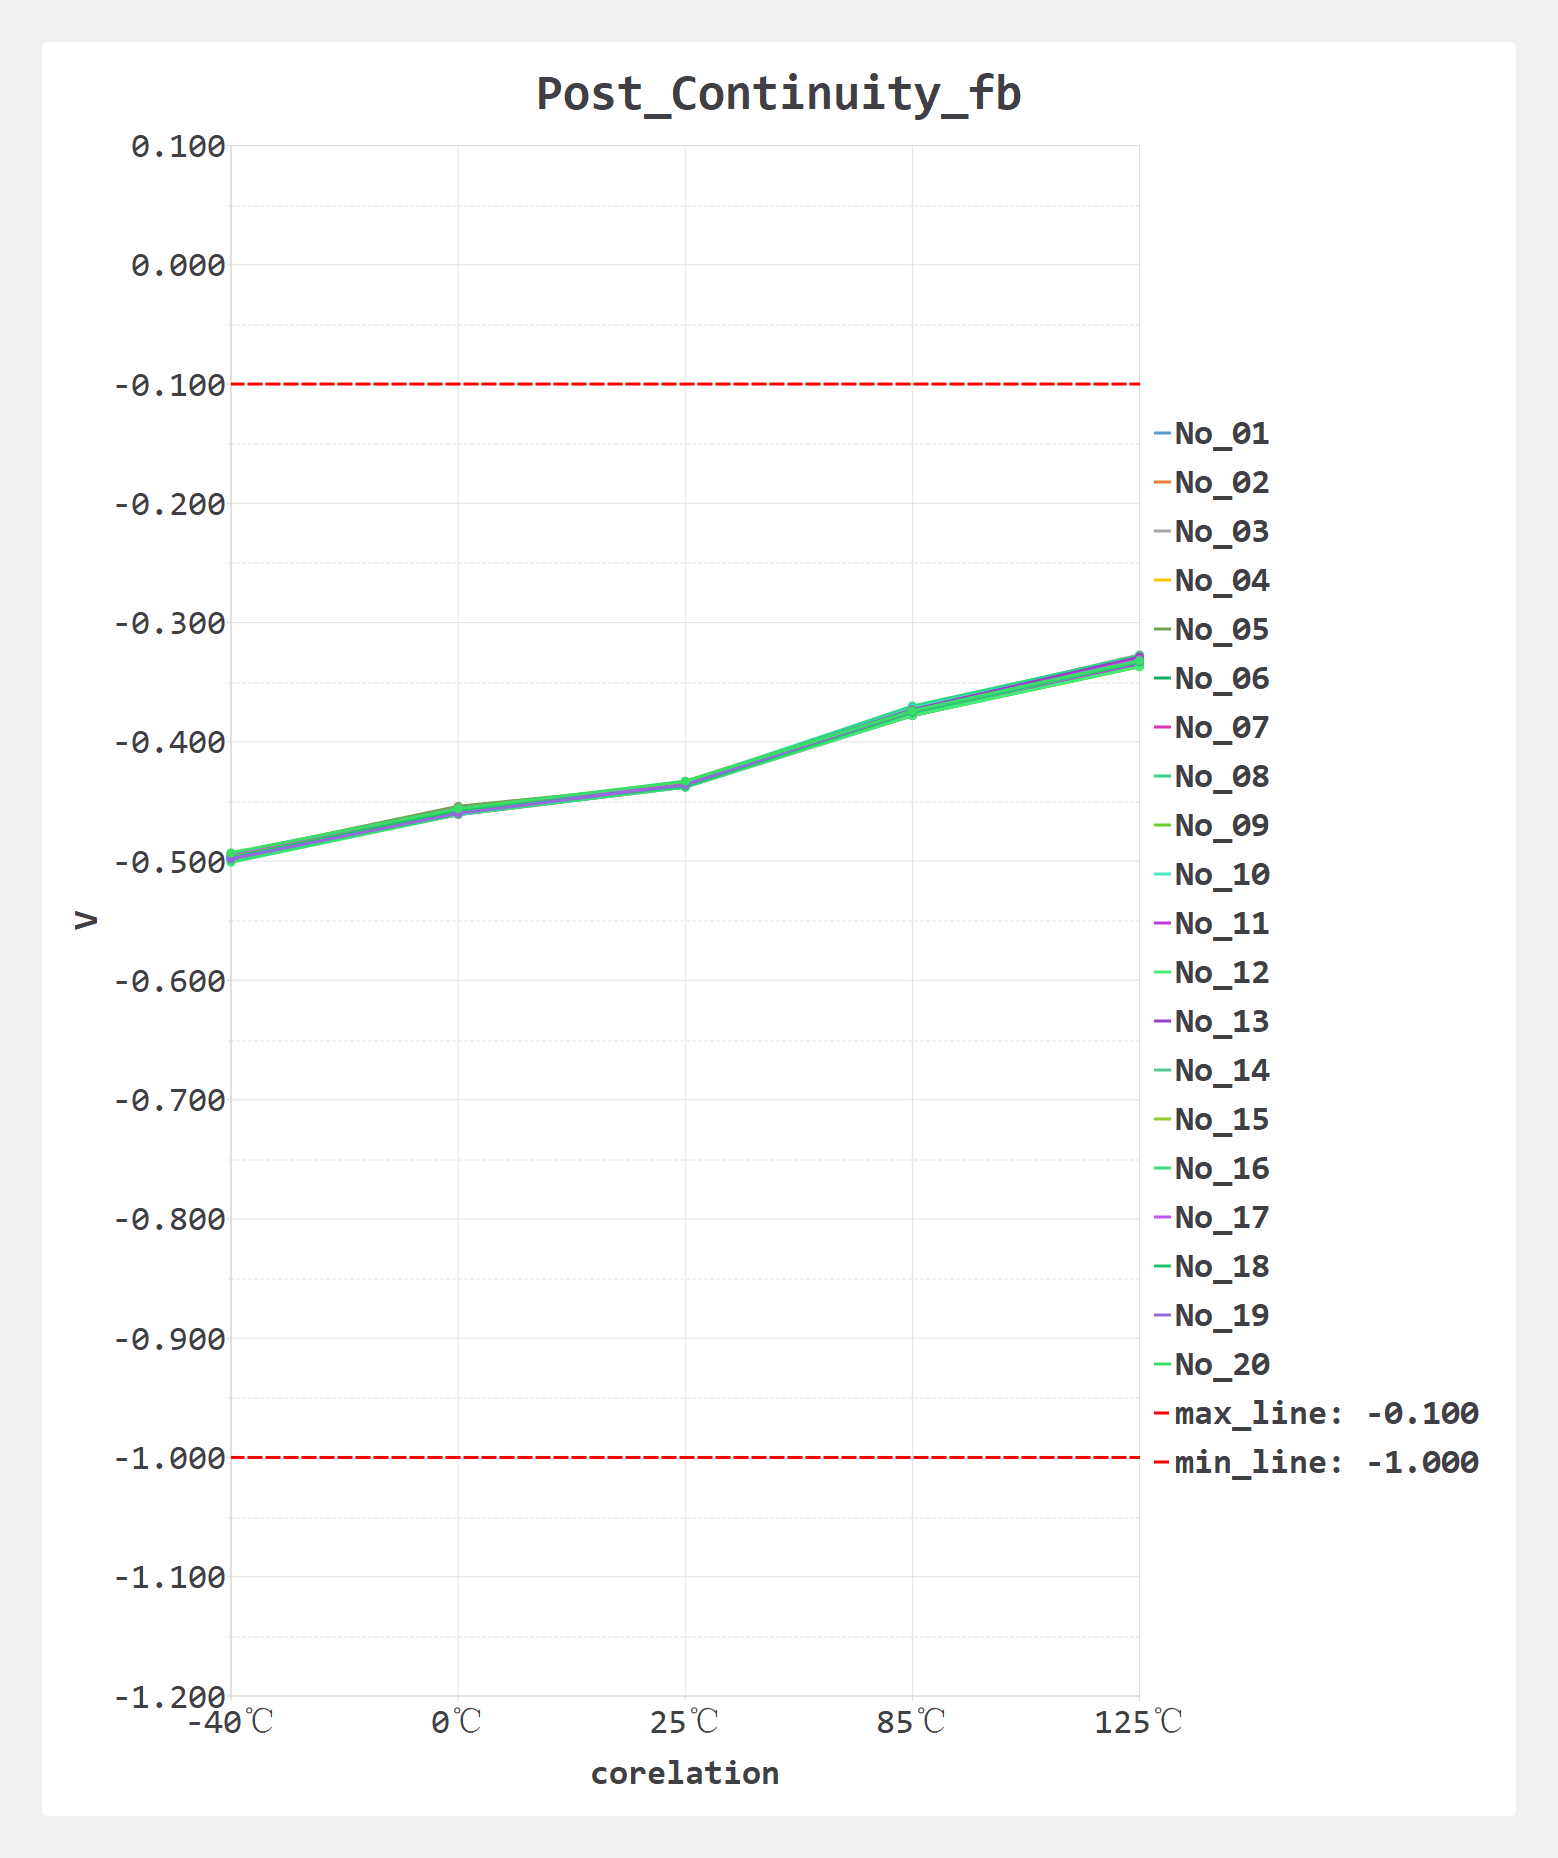 Post_Continuity_fb
0.100
0.000
-0.100
-0.200
-0.300
-0.400
-0.500
-0.600
-0.700
-0.800
-0.900
-1.000
-1.100
-1.200
V
-40℃
0℃
25℃
85℃
125℃
corelation
No_01
No_02
No_03
No_04
No_05
No_06
No_07
No_08
No_09
No_10
No_11
No_12
No_13
No_14
No_15
No_16
No_17
No_18
No_19
No_20
max_line: -0.100
min_line: -1.000